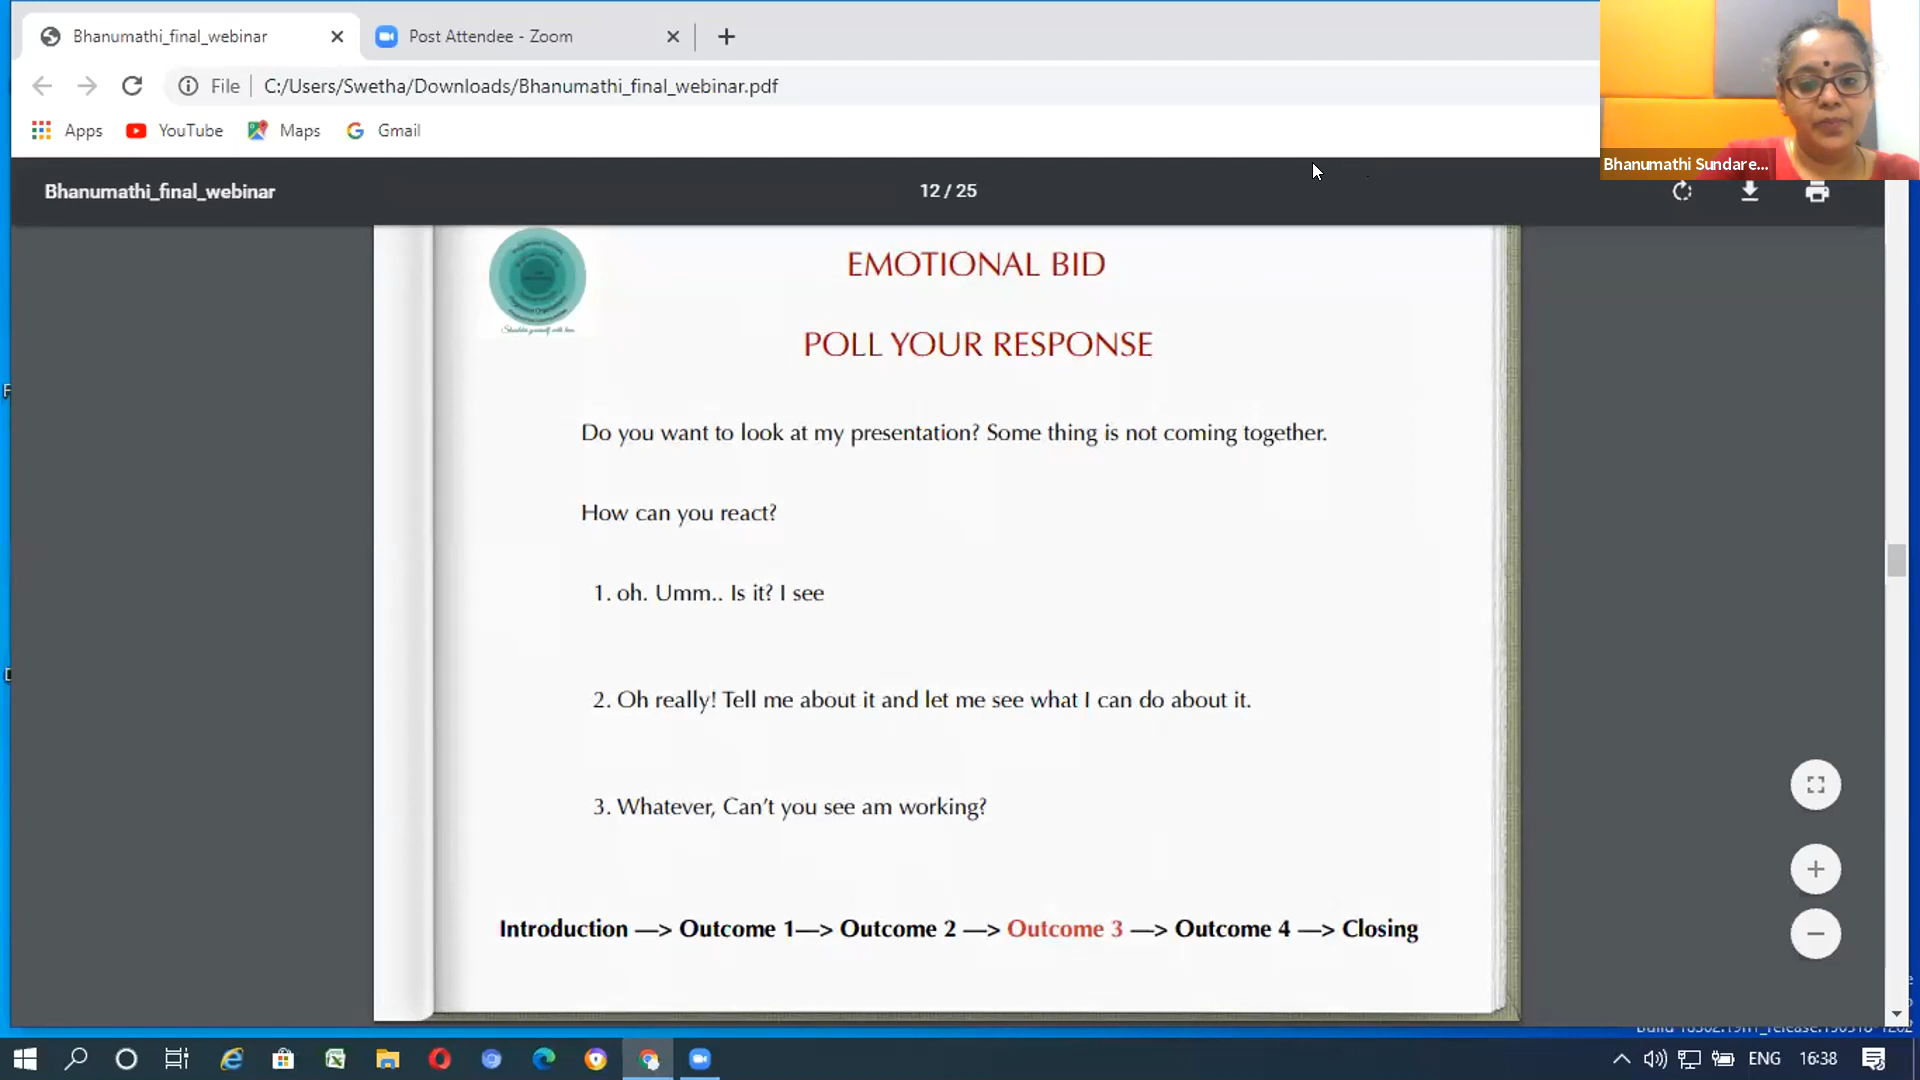 Bhanumathi_final_webinar
Post Attendee - Zoom
File
C:/Users/Swetha/Downloads/Bhanumathi_final_webinar.pdf
Apps
YouTube
Maps
Gmail
Bhanumathi Sundare...
Bhanumathi_final_webinar
12 / 25
EMOTIONAL BID
POLL YOUR RESPONSE
Do you want to look at my presentation? Some thing is not coming together.
How can you react?
1. oh. Umm.. Is it? I see
2. Oh really! Tell me about it and let me see what I can do about it.
3. Whatever, Can't you see am working?
Introduction —> Outcome 1—> Outcome 2 —> Outcome 3 —> Outcome 4 —> Closing
ENG
16:38